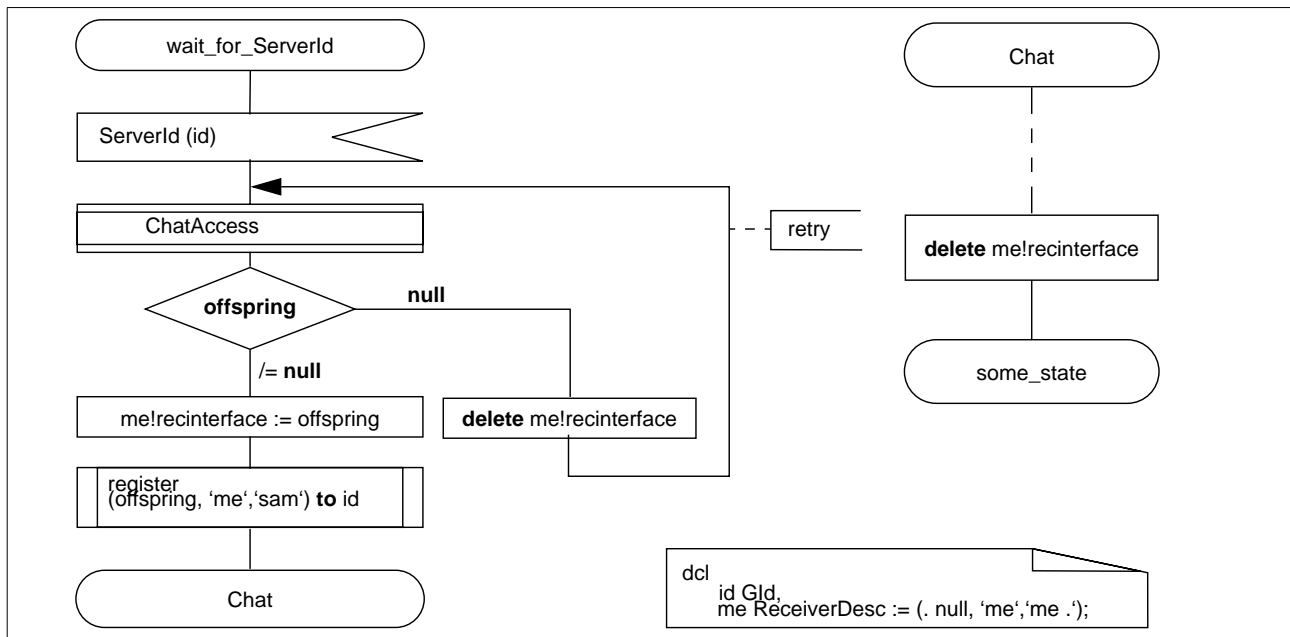 wait_for_ServerId
ServerId (id)
ChatAccess
offspring
null
/= null
me!recinterface := offspring
delete me!recinterface
register
(offspring, ‘me‘,‘sam‘) to id
Chat
retry
Chat
delete me!recinterface
some_state
dcl
id GId,
me ReceiverDesc := (. null, ‘me‘,‘me .‘);